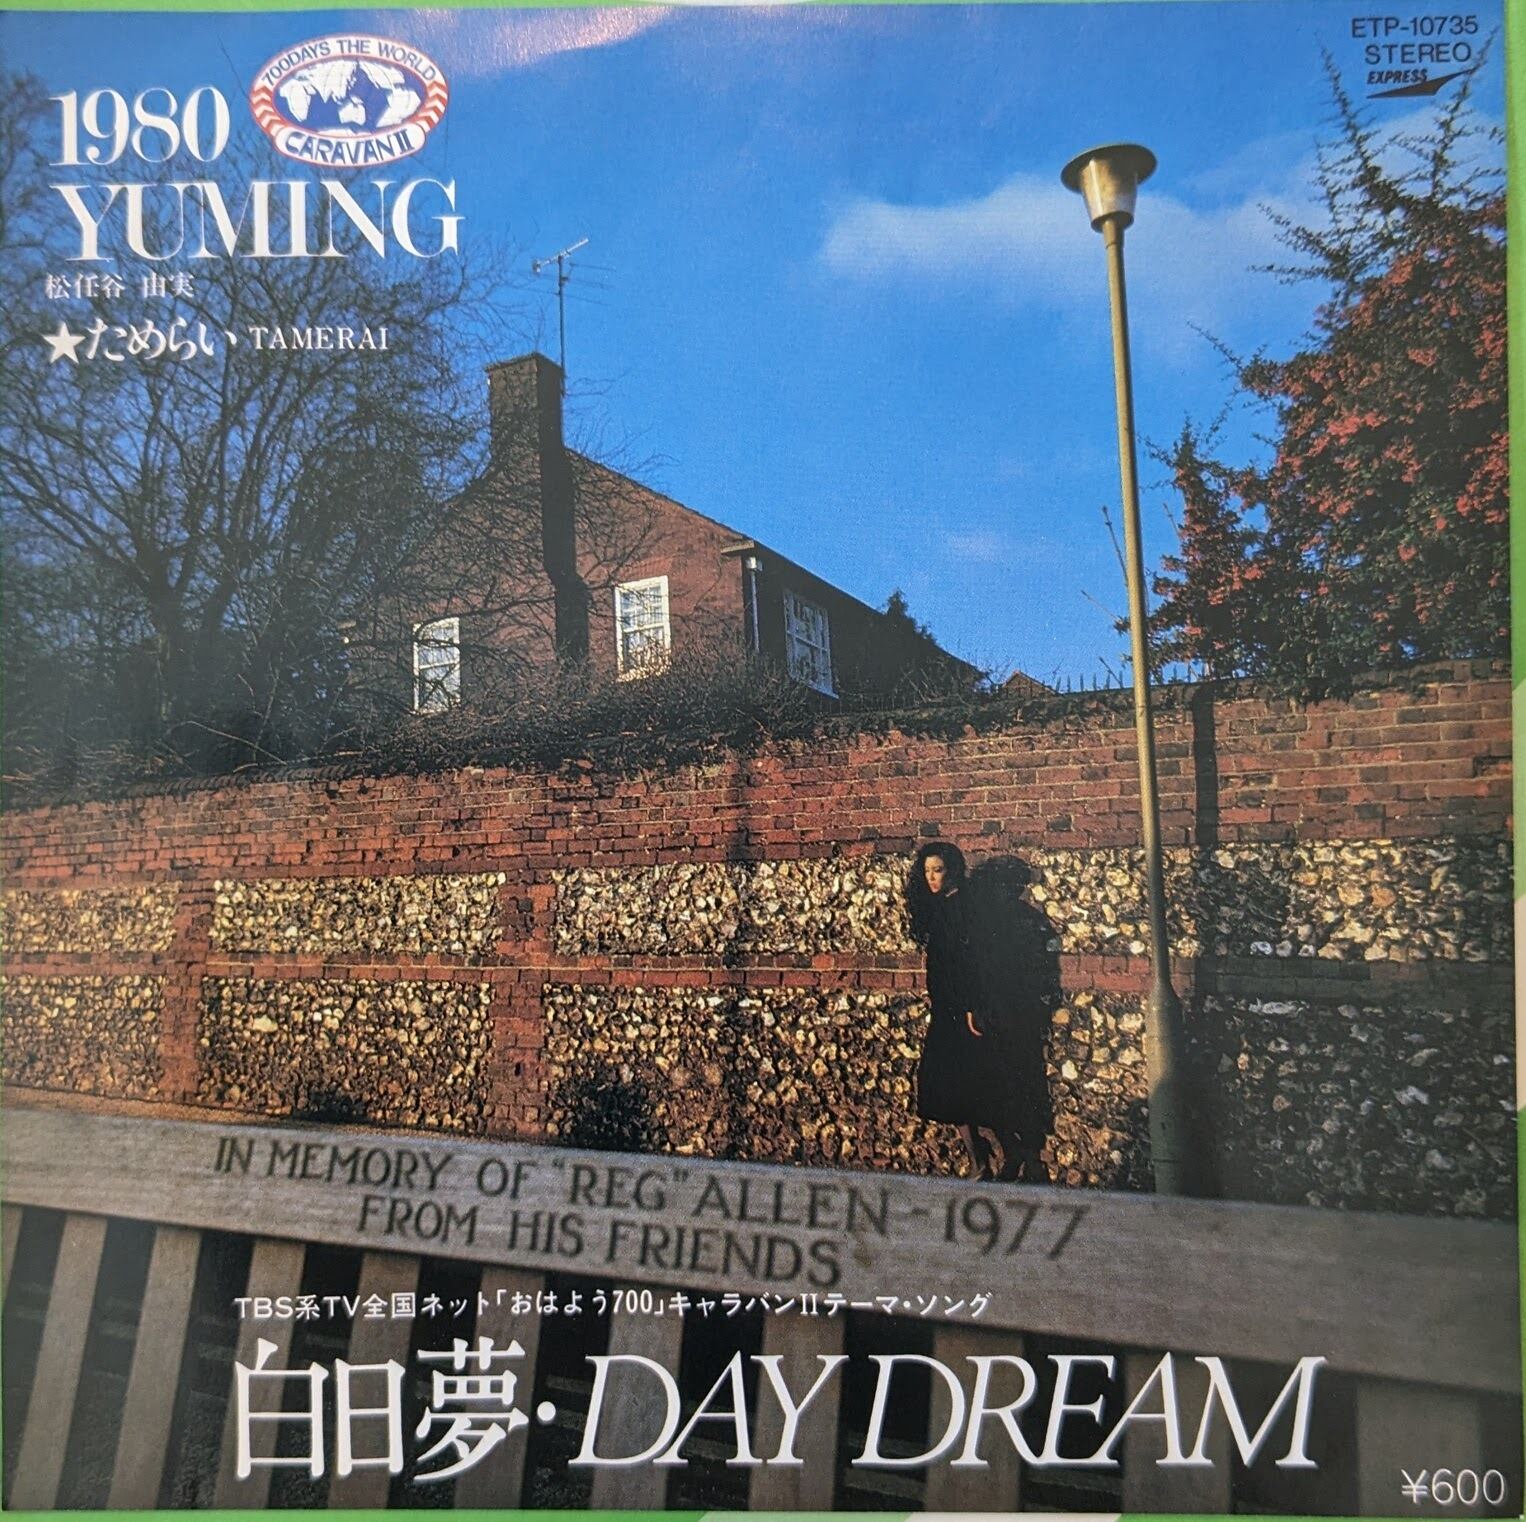 ETP-10735
STEREO
EXPRESS
700DAYS THE WORLD
CARAVAN II
1980
YUMING
松任谷 由実
★ためらい TAMERAI
IN MEMORY OF "REG" ALLEN - 1977
FROM HIS FRIENDS
TBS系TV全国ネット「おはよう700」キャラバンIIテーマ・ソング
白日夢・DAY DREAM
¥600